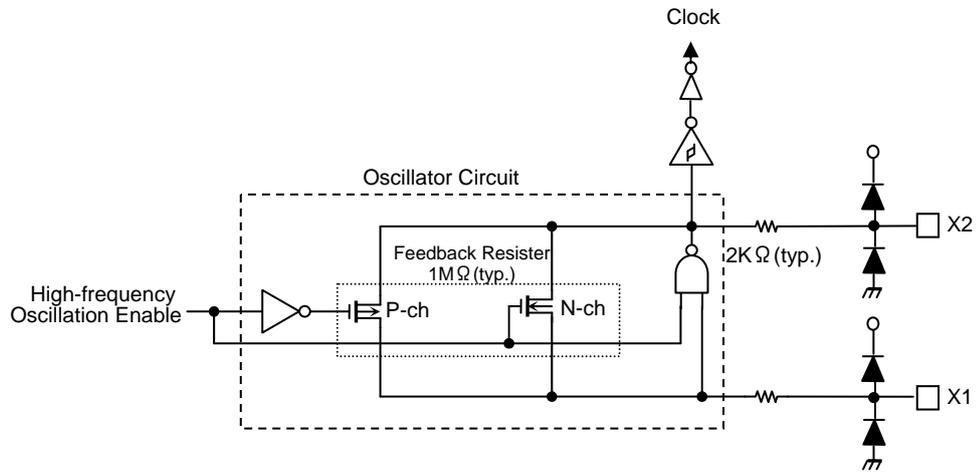 Clock
Oscillator Circuit
X2
Feedback Resister
1MΩ(typ.)
2KΩ(typ.)
High-frequency
Oscillation Enable
P-ch
N-ch
X1